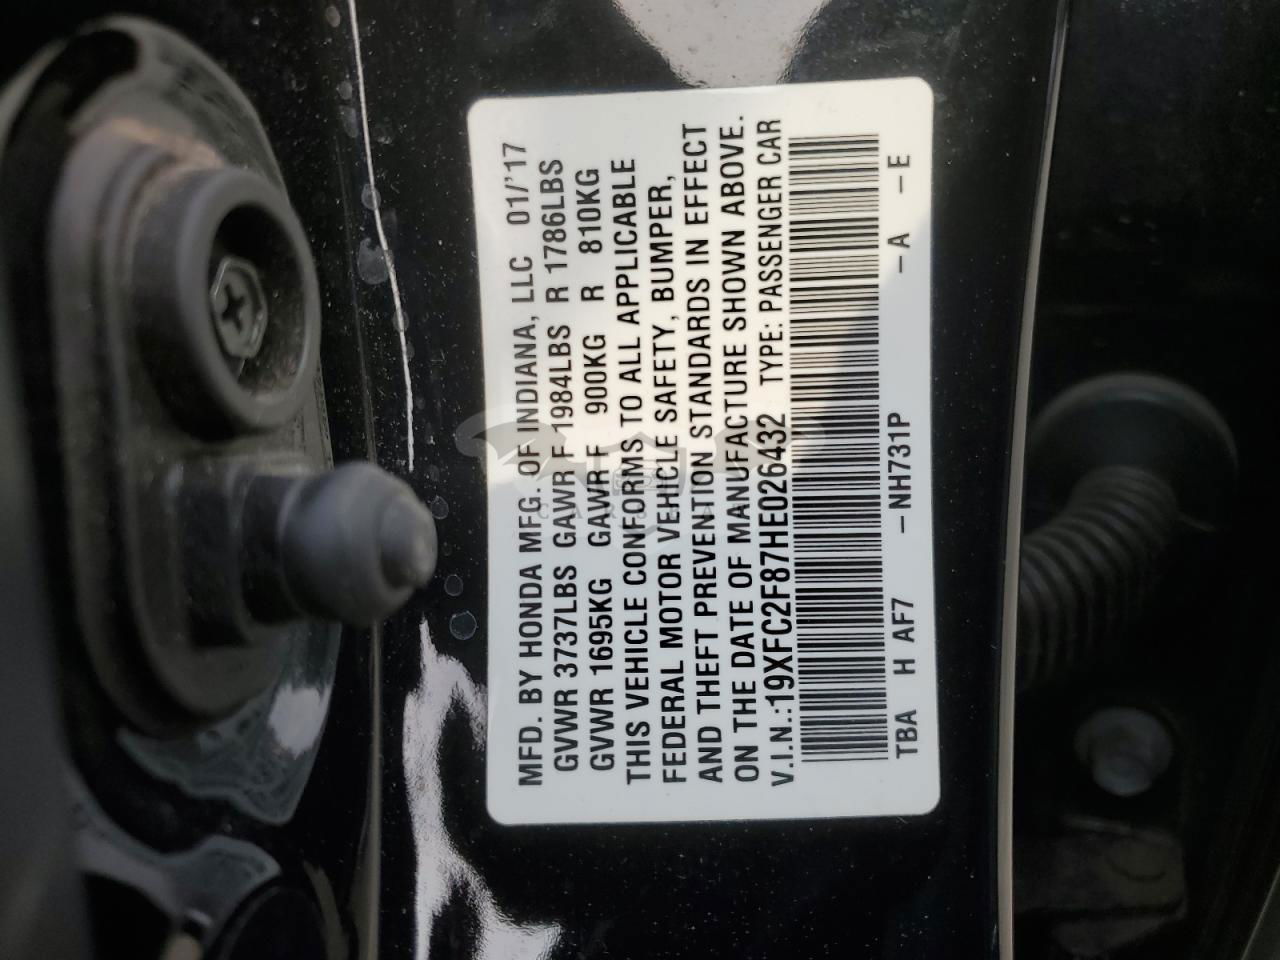 MFD. BY HONDA MFG. OF INDIANA, LLC 01/'17
GVWR 3737LBS GAWR F 1984LBS R 1786LBS
GVWR 1695KG GAWR F 900KG R 810KG
THIS VEHICLE CONFORMS TO ALL APPLICABLE
FEDERAL MOTOR VEHICLE SAFETY, BUMPER,
AND THEFT PREVENTION STANDARDS IN EFFECT
ON THE DATE OF MANUFACTURE SHOWN ABOVE.
V.I.N.:19XFC2F87HE026432 TYPE: PASSENGER CAR
TBA H AF7 -NH731P -A -E